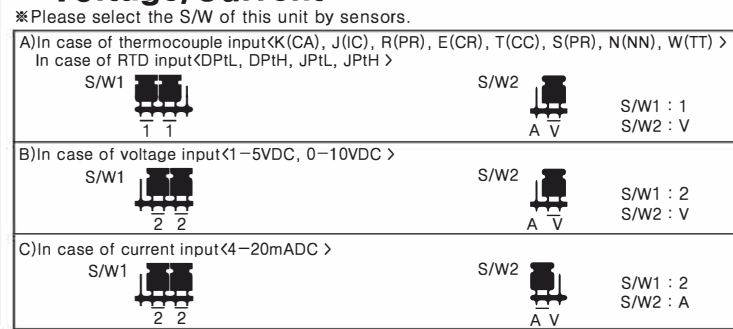 Voltage/Current
※Please select the S/W of this unit by sensors.
A)In case of thermocouple input<K(CA), J(IC), R(PR), E(CR), T(CC), S(PR), N(NN), W(TT) >
In case of RTD input<DPtL, DPtH, JPtL, JPtH >
S/W1
1 1
S/W2
A V
S/W1 : 1
S/W2 : V
B)In case of voltage input<1-5VDC, 0-10VDC >
S/W1
2 2
S/W2
A V
S/W1 : 2
S/W2 : V
C)In case of current input<4-20mADC >
S/W1
2 2
S/W2
A V
S/W1 : 2
S/W2 : A